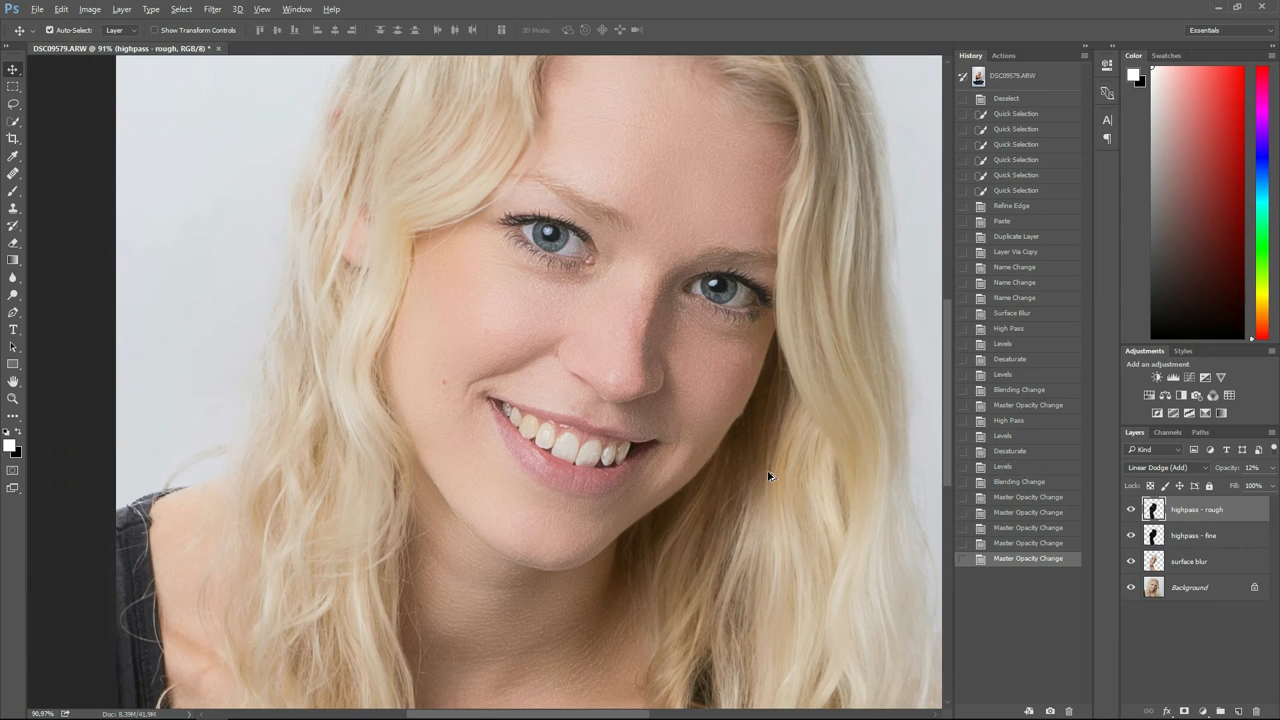 Ps File Edit Image Layer Type Select Filter 3D View Window Help
Auto-Select: Layer Show Transform Controls 3D Mode: Essentials
DSC09579.ARW @ 91% (highpass - rough, RGB/8) * ×
History Actions
DSC09579.ARW
Deselect
Quick Selection
Quick Selection
Quick Selection
Quick Selection
Quick Selection
Quick Selection
Refine Edge
Paste
Duplicate Layer
Layer Via Copy
Name Change
Name Change
Name Change
Surface Blur
High Pass
Levels
Desaturate
Levels
Blending Change
Master Opacity Change
High Pass
Levels
Desaturate
Levels
Blending Change
Master Opacity Change
Master Opacity Change
Master Opacity Change
Master Opacity Change
Master Opacity Change
Color Swatches
Adjustments Styles
Add an adjustment
Layers Channels Paths
Kind
Linear Dodge (Add) Opacity: 12%
Lock: Fill: 100%
highpass - rough
highpass - fine
surface blur
Background
90,97% Doc: 8,39M/41,9M